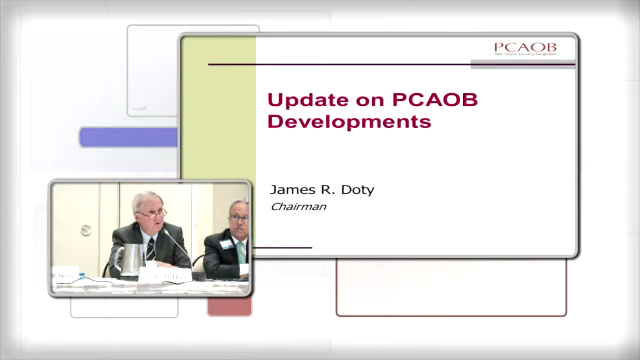 PCAOB
Update on PCAOB
Developments
James R. Doty
Chairman